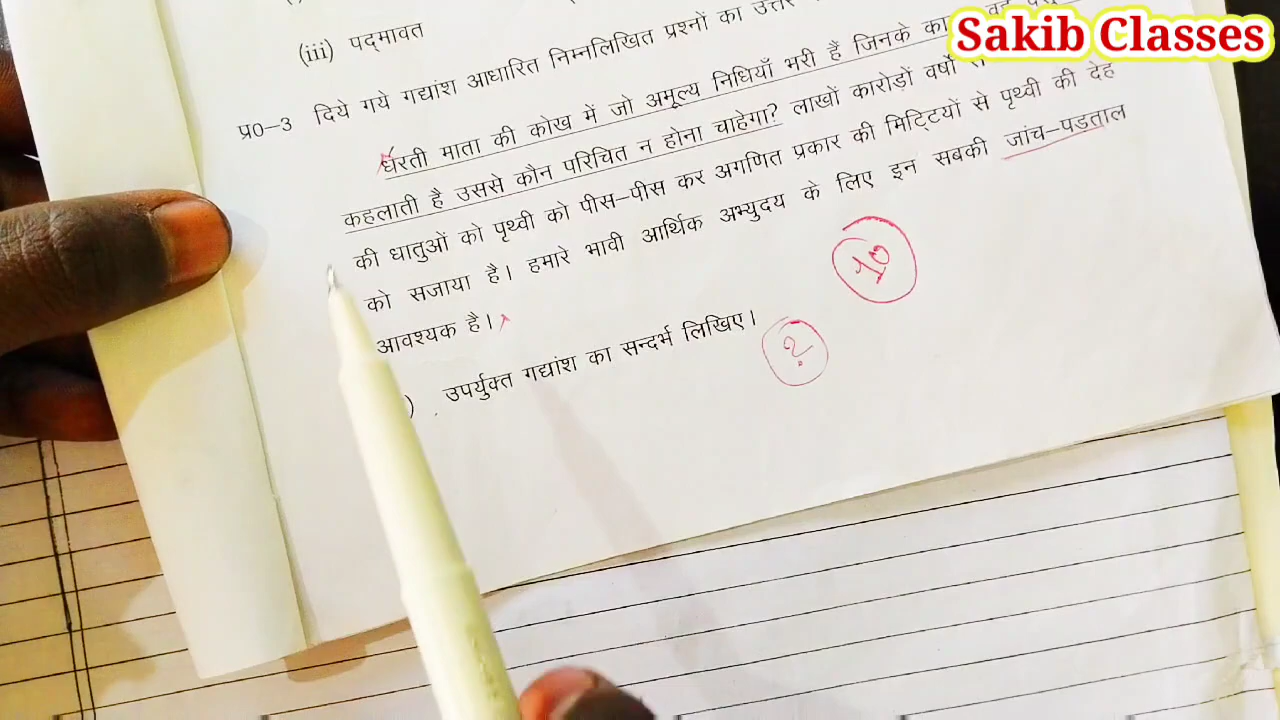 Sakib Classes
(iii) पद्मावत
प्र0–3 दिये गये गद्यांश आधारित निम्नलिखित प्रश्नों का उत्तर
धरती माता की कोख में जो अमूल्य निधियाँ भरी हैं जिनके
कहलाती है उससे कौन परिचित न होना चाहेगा? लाखों कारोड़ों वर्षों
की धातुओं को पृथ्वी को पीस–पीस कर अगणित प्रकार की मिट्टियों से पृथ्वी की देह
को सजाया है। हमारे भावी आर्थिक अभ्युदय के लिए इन सबकी जांच–पडताल
आवश्यक है।
) उपर्युक्त गद्यांश का सन्दर्भ लिखिए।
10
2